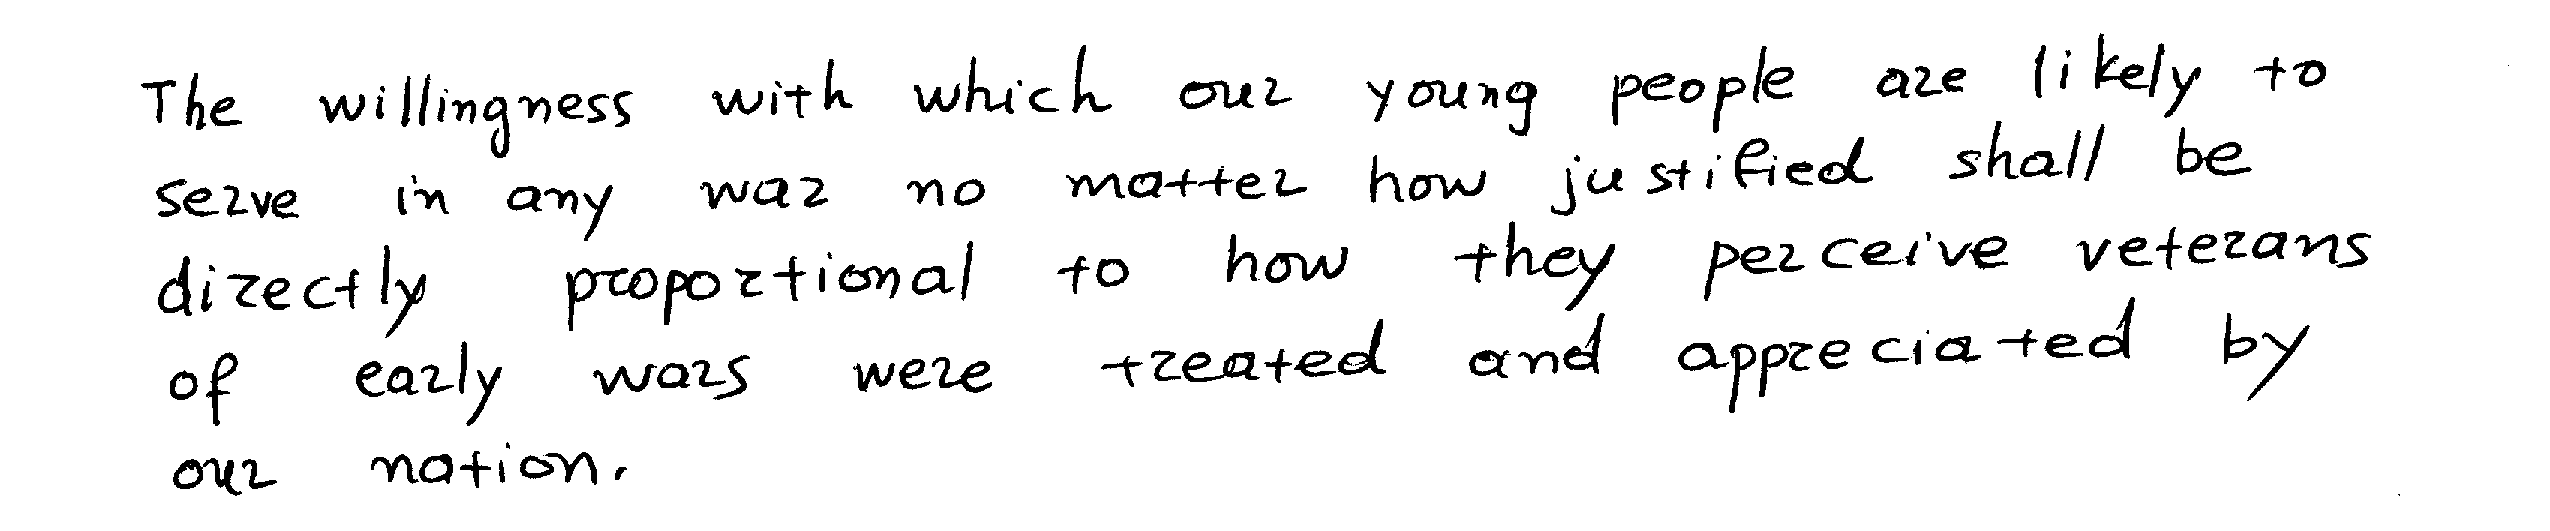 The willingness with which our young people are likely to
serve in any war no matter how justified shall be
directly proportional to how they perceive veterans
of early wars were treated and appreciated by
our nation.